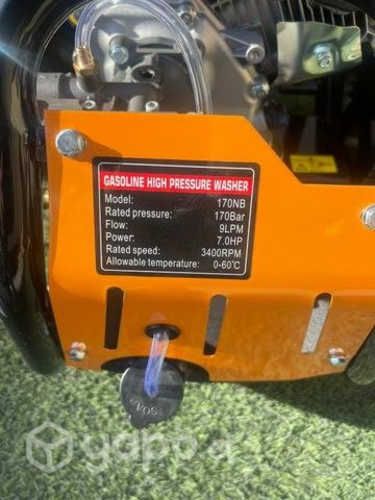 GASOLINE HIGH PRESSURE WASHER
Model: 170NB
Rated pressure: 170Bar
Flow: 9LPM
Power: 7.0HP
Rated speed: 3400RPM
Allowable temperature: 0-60℃